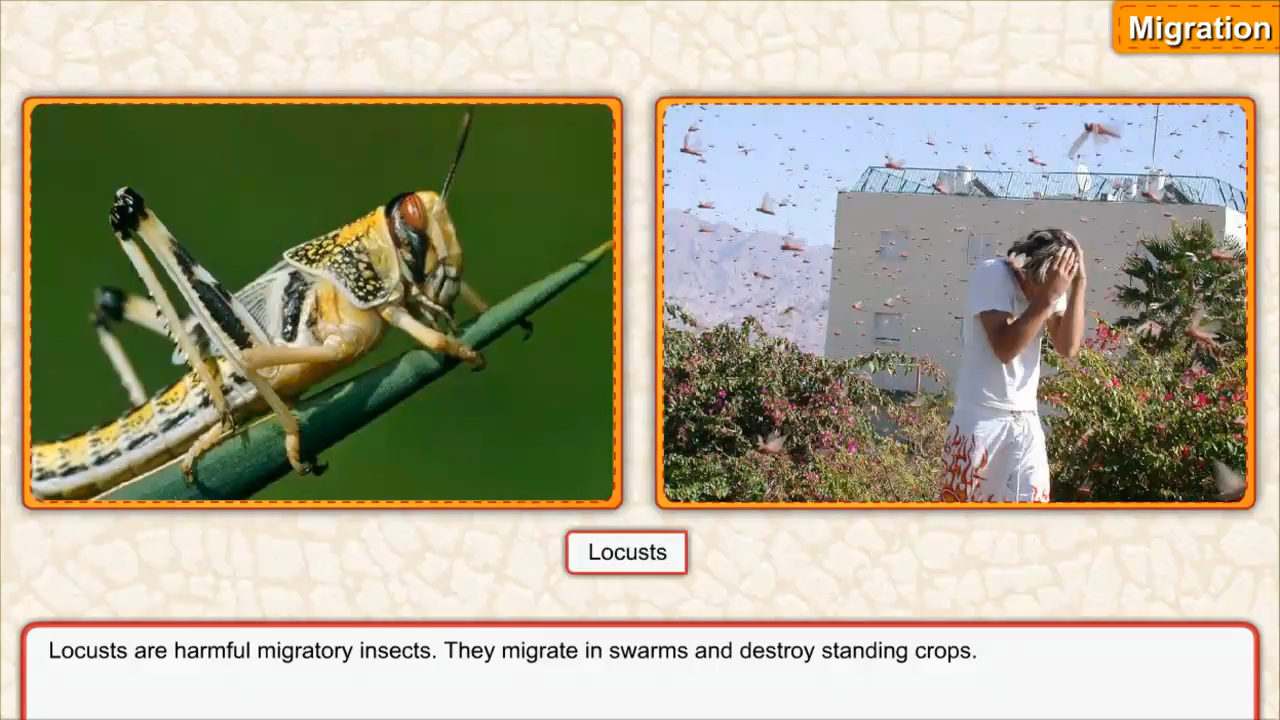 Migration
Locusts
Locusts are harmful migratory insects. They migrate in swarms and destroy standing crops.